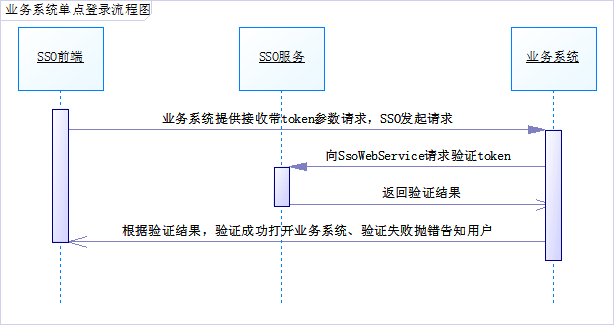 业务系统单点登录流程图
SSO前端
SSO服务
业务系统
业务系统提供接收带token参数请求，SSO发起请求
向SsoWebService请求验证token
返回验证结果
根据验证结果，验证成功打开业务系统、验证失败抛错告知用户